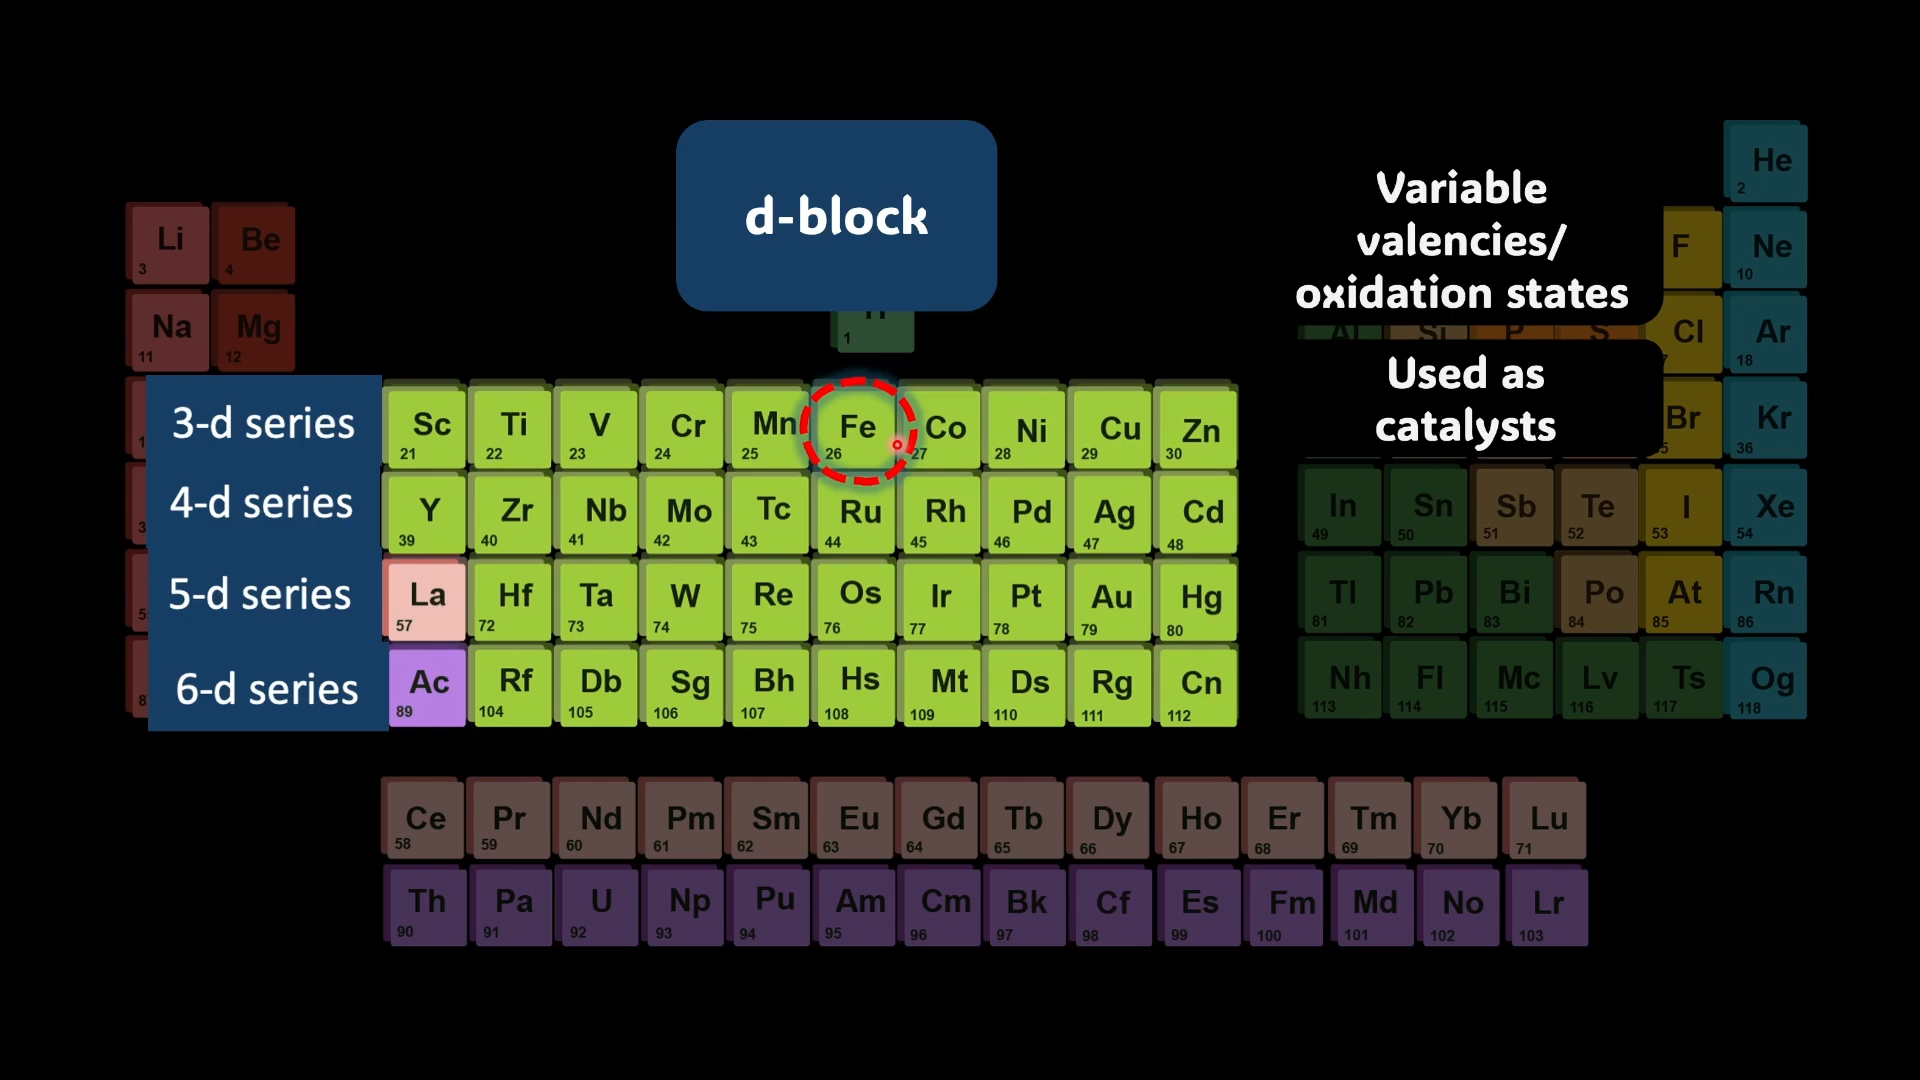 He
2
d-block
Variable
valencies/
oxidation states
Li
3
Be
4
F
Ne
10
Na
11
Mg
12
1
Si
P
S
Cl
7
Ar
18
Used as
catalysts
3-d series
Sc
21
Ti
22
V
23
Cr
24
Mn
25
Fe
26
Co
27
Ni
28
Cu
29
Zn
30
Br
Kr
36
4-d series
Y
39
Zr
40
Nb
41
Mo
42
Tc
43
Ru
44
Rh
45
Pd
46
Ag
47
Cd
48
In
49
Sn
50
Sb
51
Te
52
I
53
Xe
54
5-d series
La
57
Hf
72
Ta
73
W
74
Re
75
Os
76
Ir
77
Pt
78
Au
79
Hg
80
Tl
81
Pb
82
Bi
83
Po
84
At
85
Rn
86
6-d series
Ac
89
Rf
104
Db
105
Sg
106
Bh
107
Hs
108
Mt
109
Ds
110
Rg
111
Cn
112
Nh
113
Fl
114
Mc
115
Lv
116
Ts
117
Og
118
Ce
58
Pr
59
Nd
60
Pm
61
Sm
62
Eu
63
Gd
64
Tb
65
Dy
66
Ho
67
Er
68
Tm
69
Yb
70
Lu
71
Th
90
Pa
91
U
92
Np
93
Pu
94
Am
95
Cm
96
Bk
97
Cf
98
Es
99
Fm
100
Md
101
No
102
Lr
103